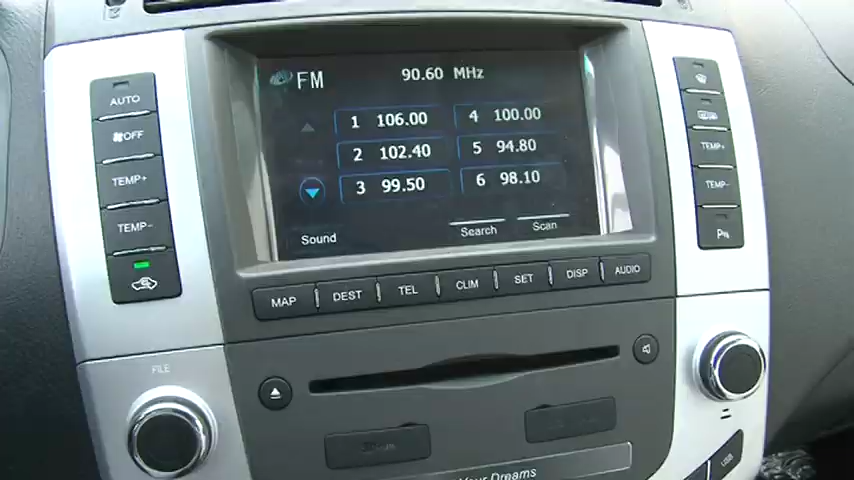 FM 90.60 MHz
1 106.00 4 100.00
2 102.40 5 94.80
3 99.50 6 98.10
Sound Search Scan
AUTO
OFF
TEMP+
TEMP-
TEMP+
TEMP-
MAP DEST TEL CLIM SET DISP AUDIO
FILE
Your Dreams
USB